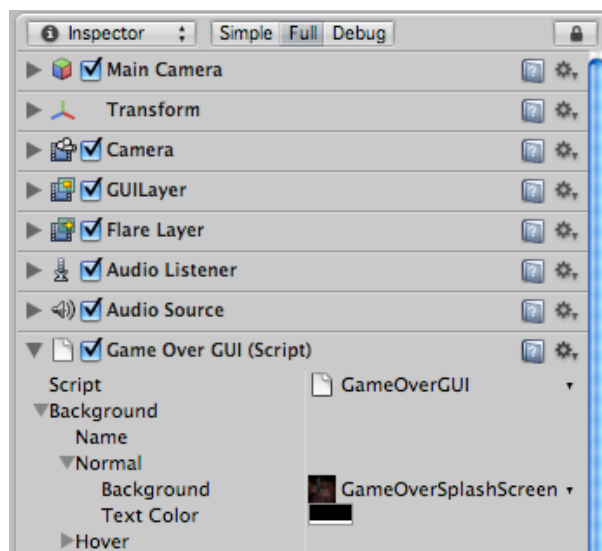 Inspector Simple Full Debug
Main Camera
Transform
Camera
GUILayer
Flare Layer
Audio Listener
Audio Source
Game Over GUI (Script)
Script GameOverGUI
Background
Name
Normal
Background GameOverSplashScreen
Text Color
Hover